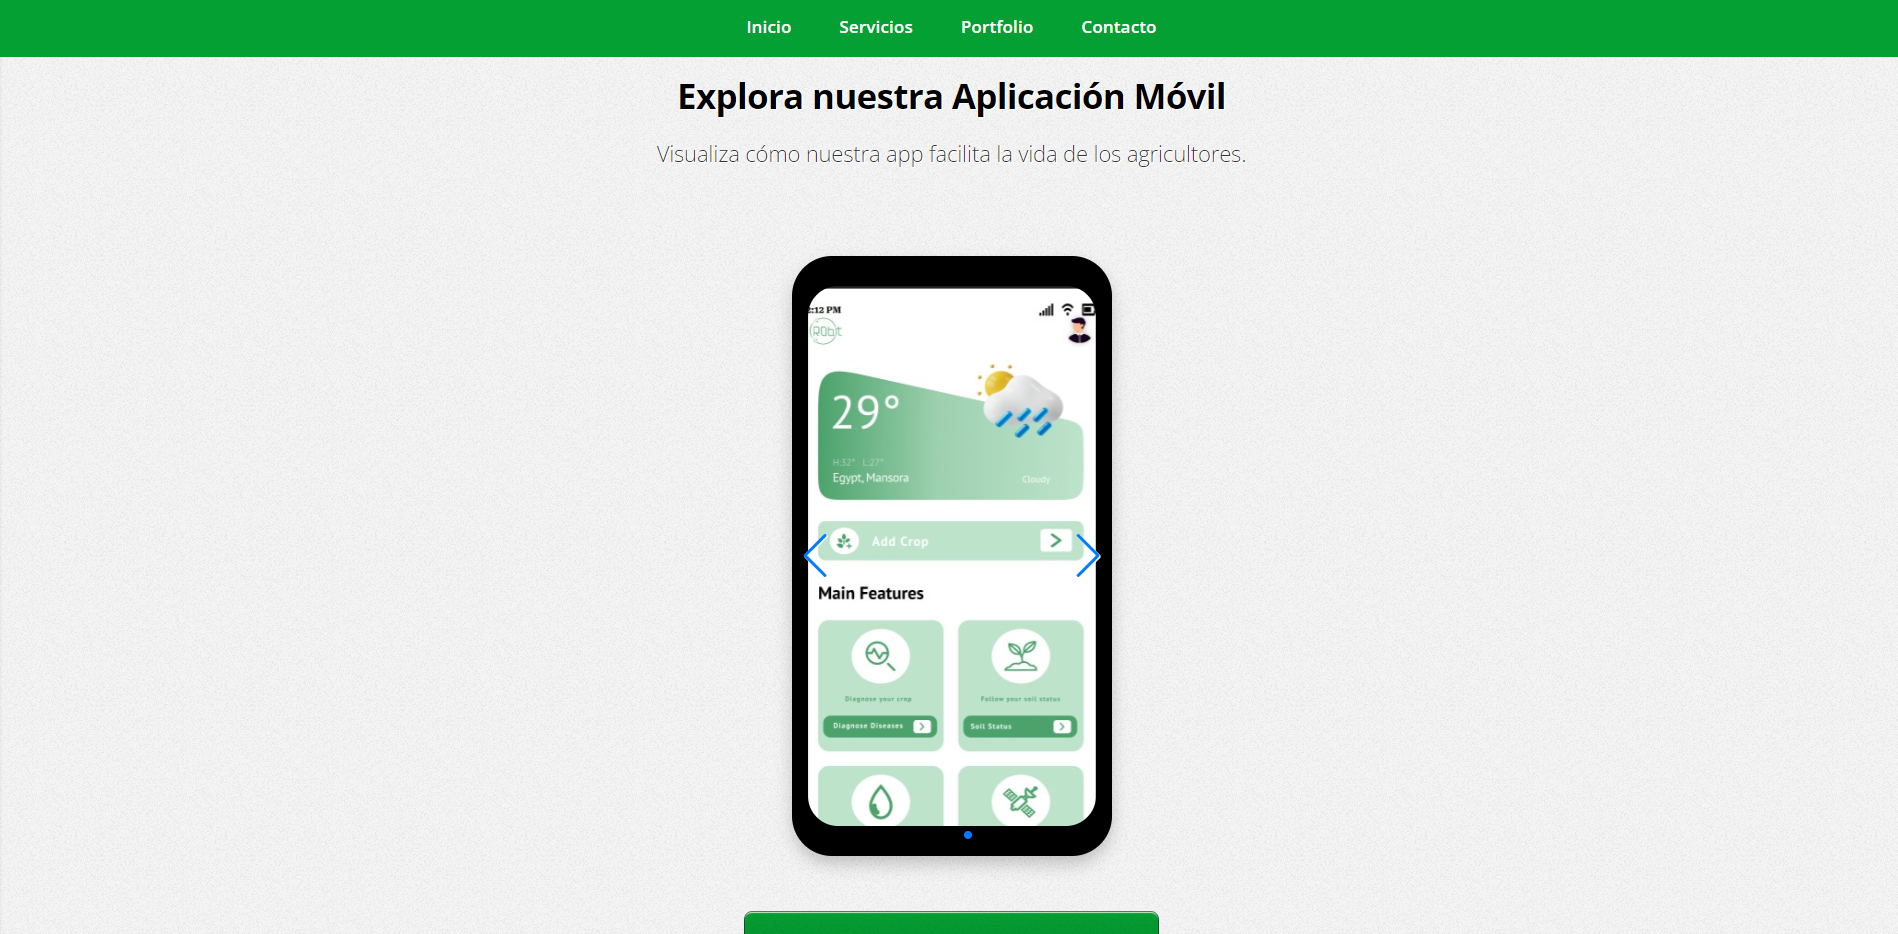 Inicio Servicios Portfolio Contacto
Explora nuestra Aplicación Móvil
Visualiza cómo nuestra app facilita la vida de los agricultores.
:12 PM
R0bit
29°
H:32° L:27°
Egypt, Mansora
Cloudy
Add Crop
Main Features
Diagnose your crop
Follow your soil status
Diagnose Diseases
Soil Status